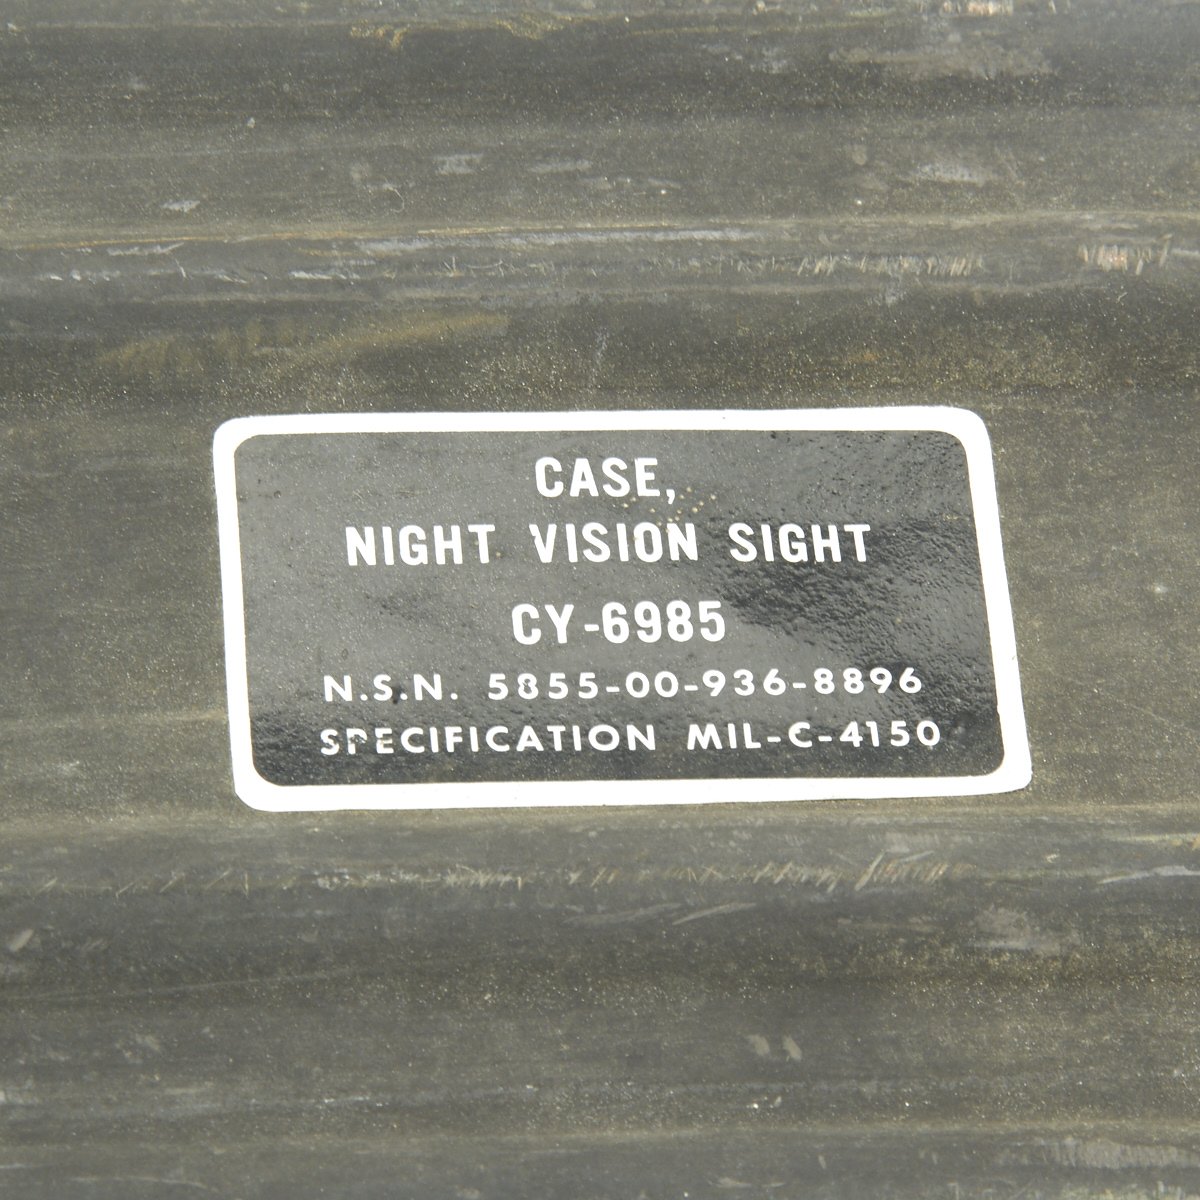 CASE,
NIGHT VISION SIGHT
CY-6985
N.S.N. 5855-00-936-8896
SPECIFICATION MIL-C-4150